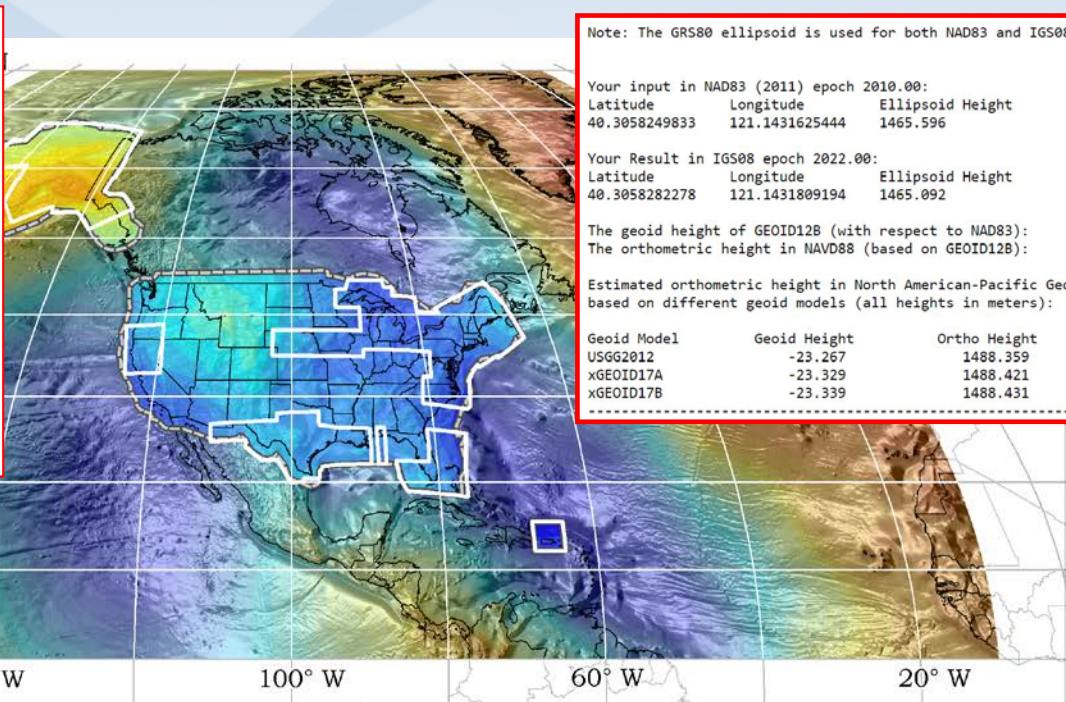 Note: The GRS80 ellipsoid is used for both NAD83 and IGS08
Your input in NAD83 (2011) epoch 2010.00:
Latitude Longitude Ellipsoid Height
40.3058249833 121.1431625444 1465.596
Your Result in IGS08 epoch 2022.00:
Latitude Longitude Ellipsoid Height
40.3058282278 121.1431809194 1465.092
The geoid height of GEOID12B (with respect to NAD83):
The orthometric height in NAVD88 (based on GEOID12B):
Estimated orthometric height in North American-Pacific Geo
based on different geoid models (all heights in meters):
Geoid Model Geoid Height Ortho Height
USGG2012 -23.267 1488.359
xGEOID17A -23.329 1488.421
xGEOID17B -23.339 1488.431
W 100° W 60° W 20° W